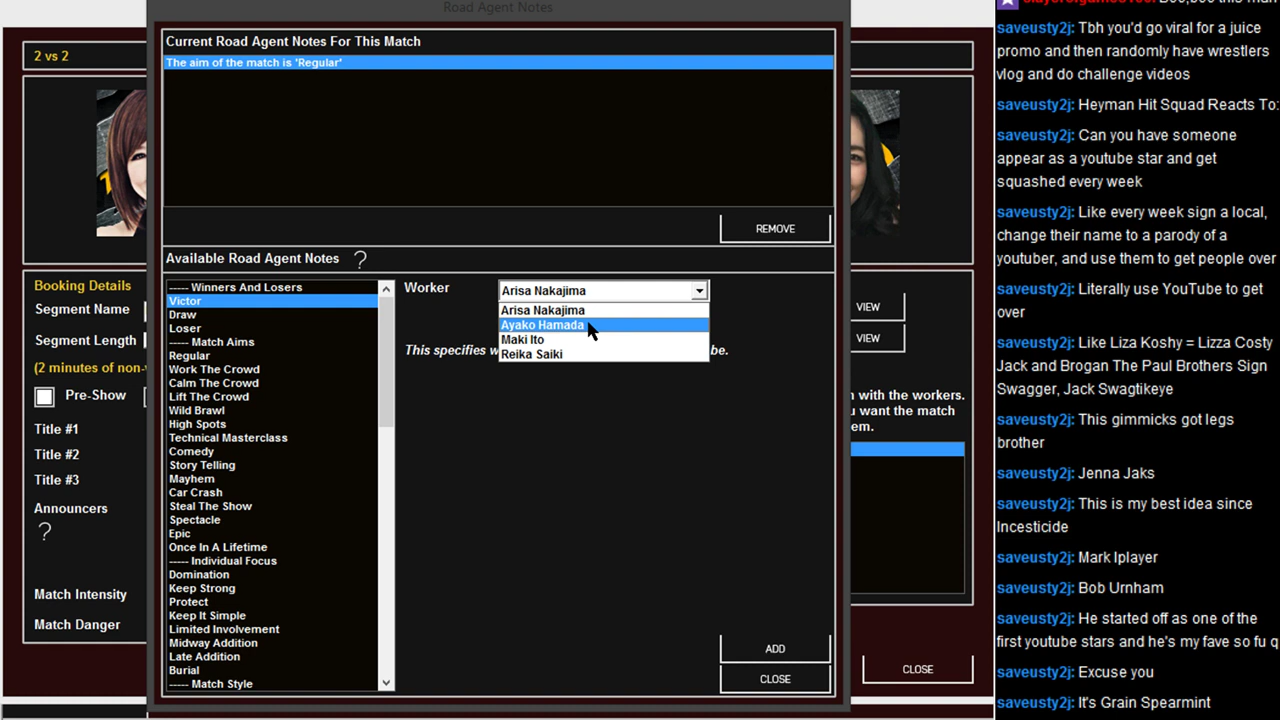 Road Agent Notes
2 vs 2
Current Road Agent Notes For This Match
The aim of the match is 'Regular'
REMOVE
Available Road Agent Notes ?
----- Winners And Losers
Victor
Draw
Loser
----- Match Aims
Regular
Work The Crowd
Calm The Crowd
Lift The Crowd
Wild Brawl
High Spots
Technical Masterclass
Comedy
Story Telling
Mayhem
Car Crash
Steal The Show
Spectacle
Epic
Once In A Lifetime
----- Individual Focus
Domination
Keep Strong
Protect
Keep It Simple
Limited Involvement
Midway Addition
Late Addition
Burial
----- Match Style
Worker
Arisa Nakajima
Arisa Nakajima
Ayako Hamada
Maki Ito
Reika Saiki
This specifies w
be.
ADD
CLOSE
Booking Details
Segment Name
Segment Length
(2 minutes of non-
Pre-Show
Title #1
Title #2
Title #3
Announcers
?
Match Intensity
Match Danger
VIEW
VIEW
with the workers.
want the match
em.
CLOSE
saveusty2j: Tbh you'd go viral for a juice
promo and then randomly have wrestlers
vlog and do challenge videos
saveusty2j: Heyman Hit Squad Reacts To:
saveusty2j: Can you have someone
appear as a youtube star and get
squashed every week
saveusty2j: Like every week sign a local,
change their name to a parody of a
youtuber, and use them to get people over
saveusty2j: Literally use YouTube to get
over
saveusty2j: Like Liza Koshy = Lizza Costy
Jack and Brogan The Paul Brothers Sign
Swagger, Jack Swagtikeye
saveusty2j: This gimmicks got legs
brother
saveusty2j: Jenna Jaks
saveusty2j: This is my best idea since
Incesticide
saveusty2j: Mark Iplayer
saveusty2j: Bob Urnham
saveusty2j: He started off as one of the
first youtube stars and he's my fave so fu q
saveusty2j: Excuse you
saveusty2j: It's Grain Spearmint